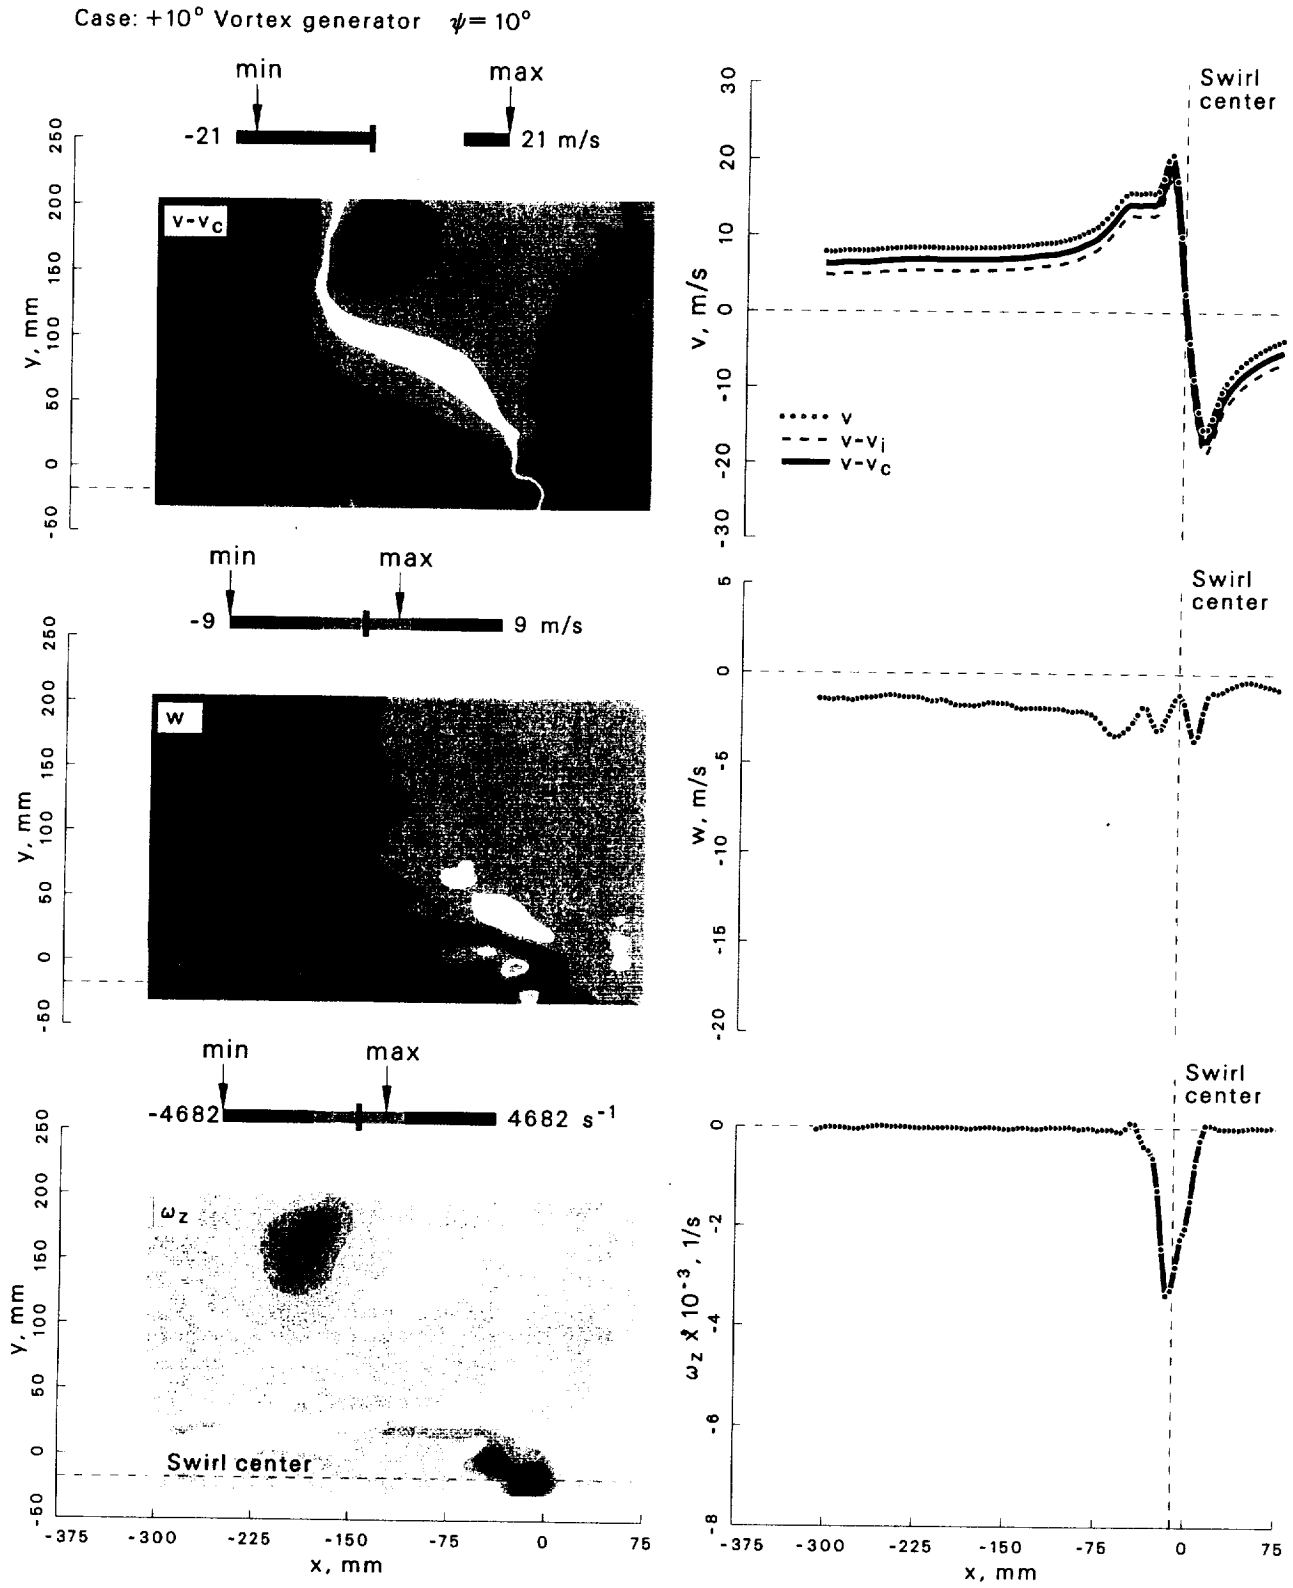 Case: +10° Vortex generator ψ = 10°
min max
-21 21 m/s
250
200
150
100
50
0
-50
y, mm
v-vc
30
20
10
0
-10
-20
-30
v, m/s
Swirl
center
v
v-vi
v-vc
min max
-9 9 m/s
250
200
150
100
50
0
-50
y, mm
w
5
0
-5
-10
-15
-20
w, m/s
Swirl
center
min max
-4682 4682 s⁻¹
250
200
150
100
50
0
-50
y, mm
ωz
Swirl center
-375 -300 -225 -150 -75 0 75
x, mm
0
-2
-4
-6
-8
ωz x 10⁻³, 1/s
Swirl
center
-375 -300 -225 -150 -75 0 75
x, mm